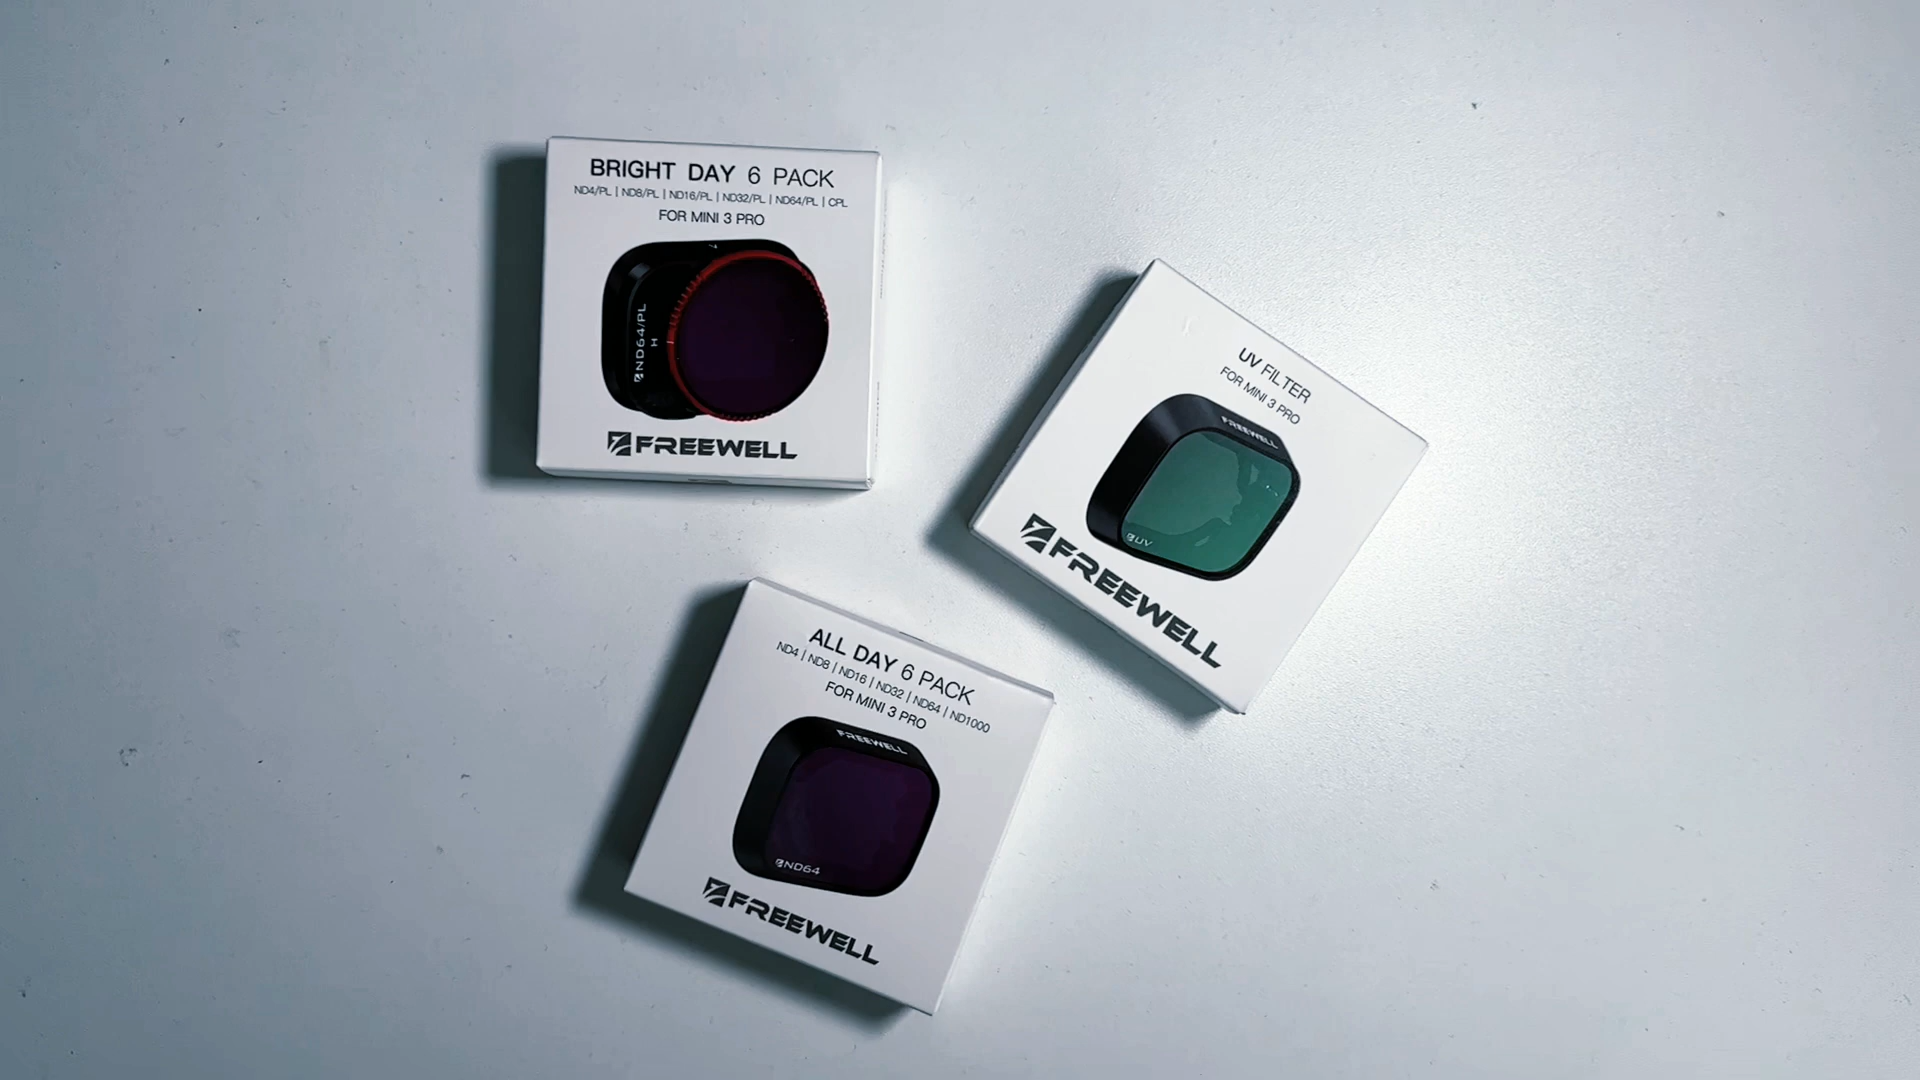 BRIGHT DAY 6 PACK
ND4/PL | ND8/PL | ND16/PL | ND32/PL | ND64/PL | CPL
FOR MINI 3 PRO
ND64/PL
H
FREEWELL
UV FILTER
FOR MINI 3 PRO
FREEWELL
UV
FREEWELL
ALL DAY 6 PACK
ND4 | ND8 | ND16 | ND32 | ND64 | ND1000
FOR MINI 3 PRO
FREEWELL
ND64
FREEWELL